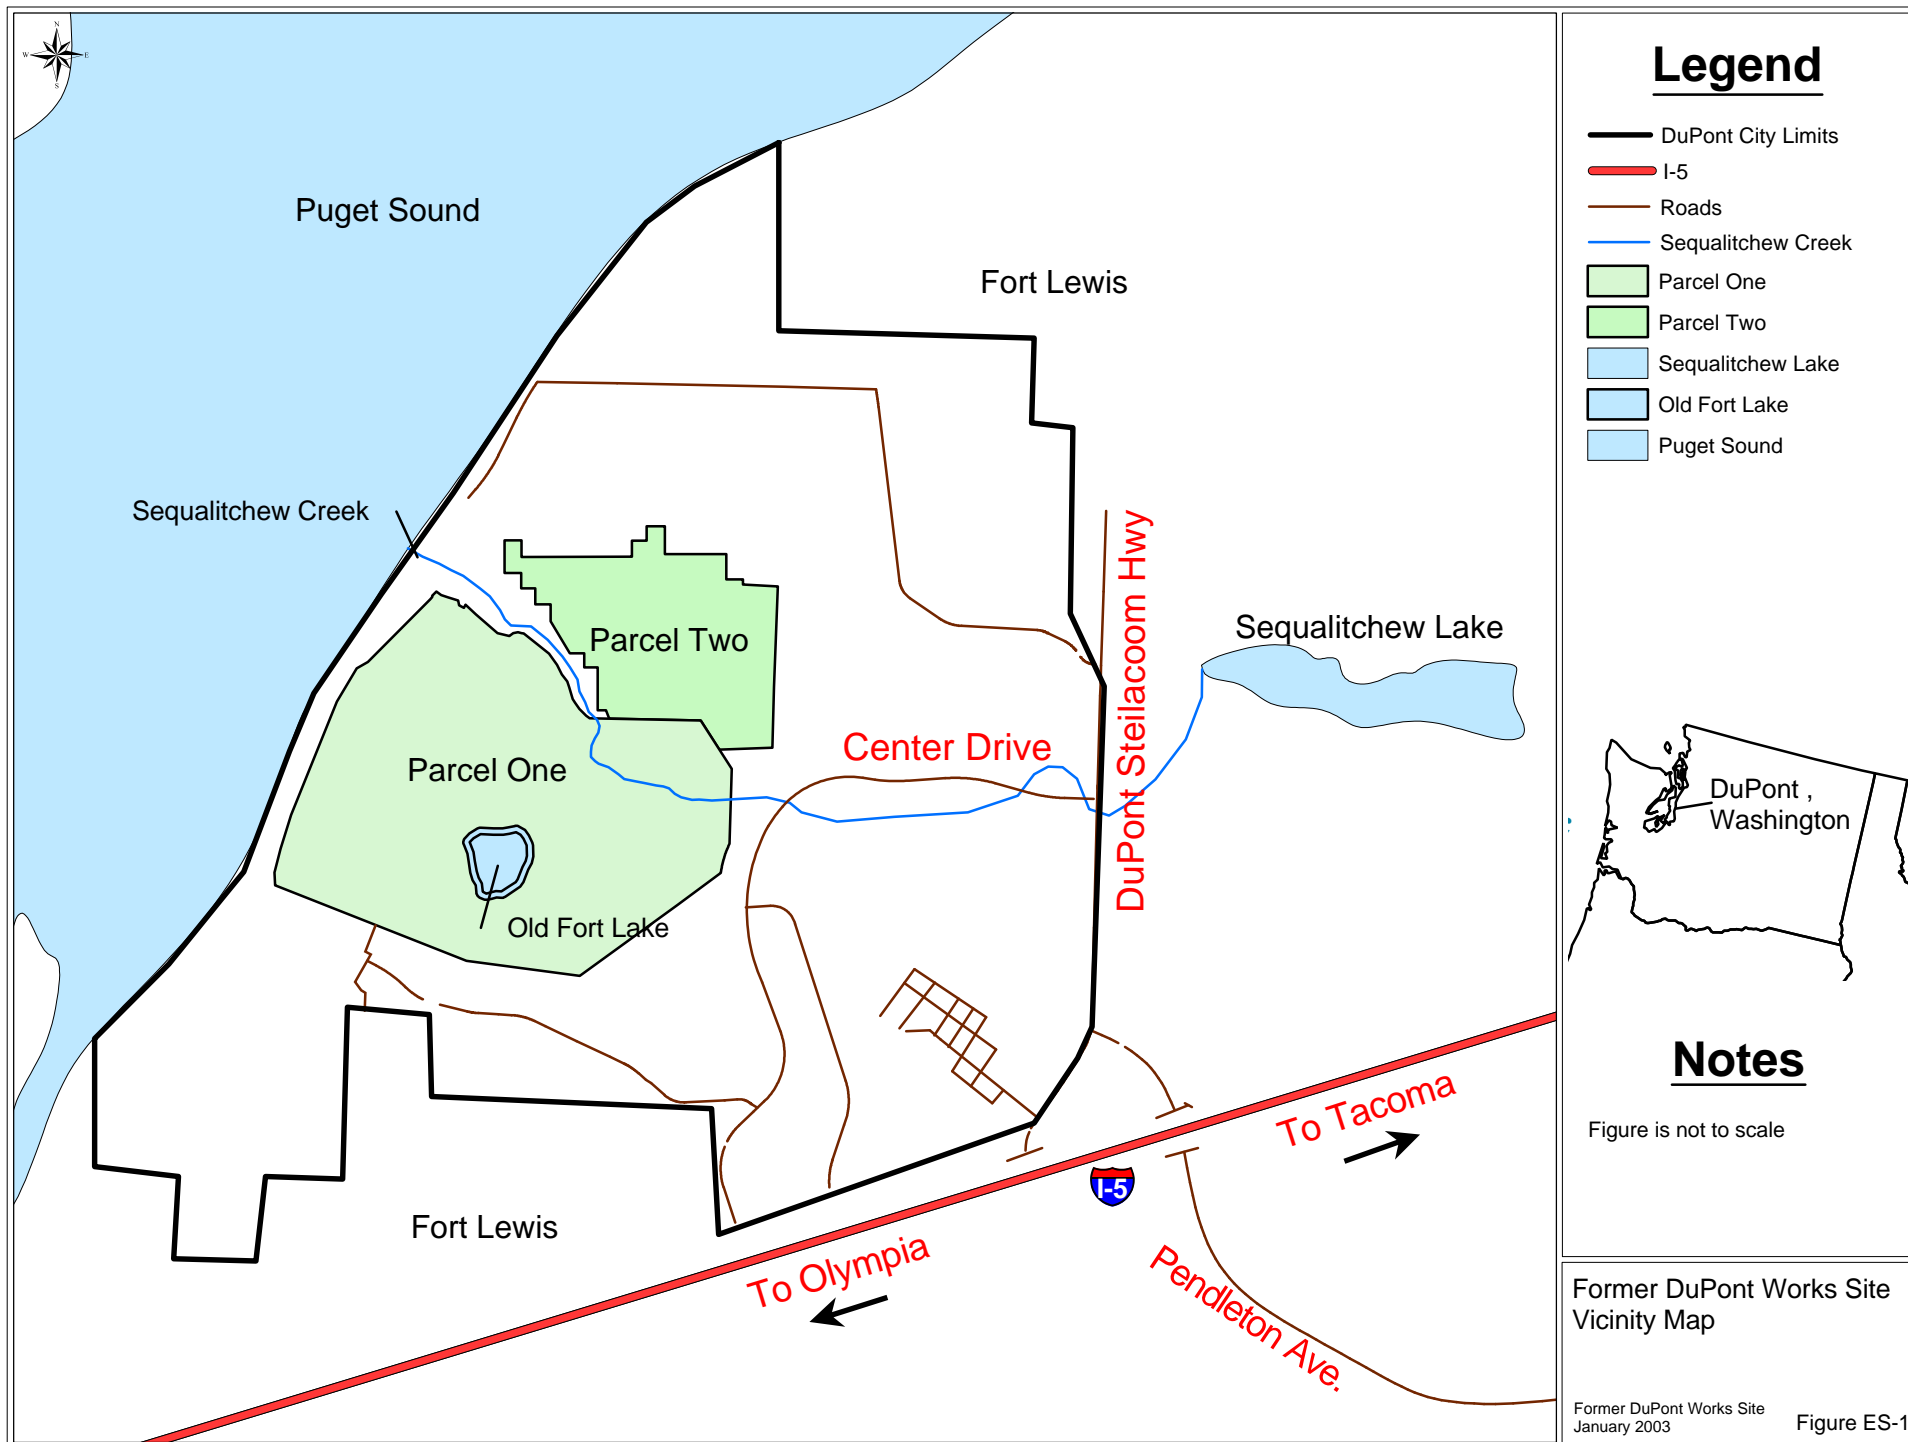 N
W
E
S
Puget Sound
Fort Lewis
Sequalitchew Creek
DuPont Steilacoom Hwy
Sequalitchew Lake
Parcel Two
Center Drive
Parcel One
Old Fort Lake
To Tacoma
I-5
Fort Lewis
To Olympia
Pendleton Ave.
Legend
DuPont City Limits
I-5
Roads
Sequalitchew Creek
Parcel One
Parcel Two
Sequalitchew Lake
Old Fort Lake
Puget Sound
DuPont ,
Washington
Notes
Figure is not to scale
Former DuPont Works Site
Vicinity Map
Former DuPont Works Site
January 2003
Figure ES-1